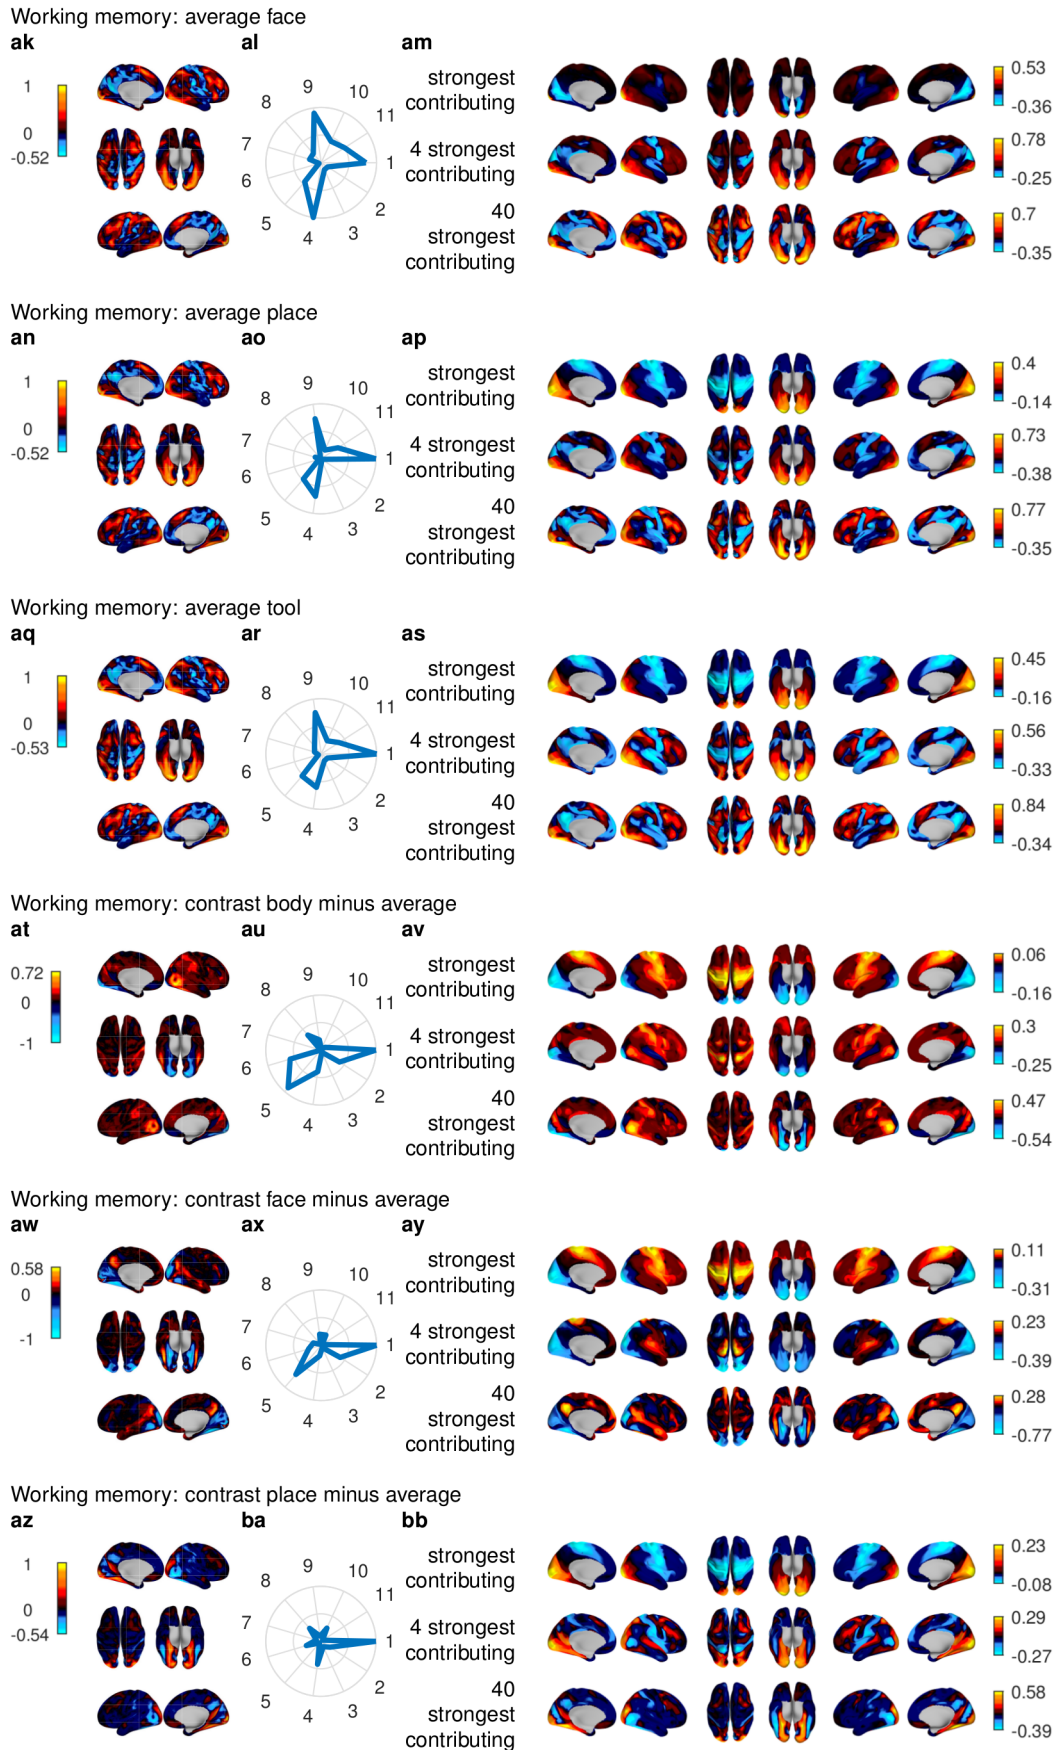 Working memory: average face
ak al am
1
0
-0.52
8 9 10 11 7 1 6 2 5 4 3
strongest
contributing
4 strongest
contributing
40
strongest
contributing
0.53
-0.36
0.78
-0.25
0.7
-0.35
Working memory: average place
an ao ap
1
0
-0.52
8 9 10 11 7 1 6 2 5 4 3
strongest
contributing
4 strongest
contributing
40
strongest
contributing
0.4
-0.14
0.73
-0.38
0.77
-0.35
Working memory: average tool
aq ar as
1
0
-0.53
8 9 10 11 7 1 6 2 5 4 3
strongest
contributing
4 strongest
contributing
40
strongest
contributing
0.45
-0.16
0.56
-0.33
0.84
-0.34
Working memory: contrast body minus average
at au av
0.72
0
-1
8 9 10 11 7 1 6 2 5 4 3
strongest
contributing
4 strongest
contributing
40
strongest
contributing
0.06
-0.16
0.3
-0.25
0.47
-0.54
Working memory: contrast face minus average
aw ax ay
0.58
0
-1
8 9 10 11 7 1 6 2 5 4 3
strongest
contributing
4 strongest
contributing
40
strongest
contributing
0.11
-0.31
0.23
-0.39
0.28
-0.77
Working memory: contrast place minus average
az ba bb
1
0
-0.54
8 9 10 11 7 1 6 2 5 4 3
strongest
contributing
4 strongest
contributing
40
strongest
contributing
0.23
-0.08
0.29
-0.27
0.58
-0.39